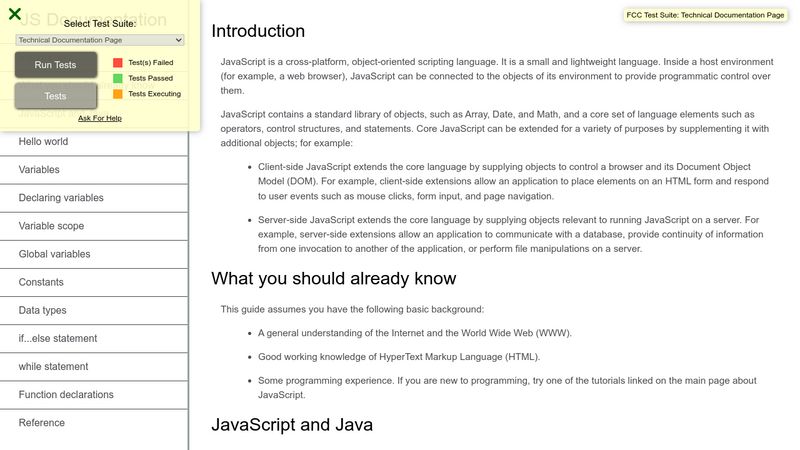 JS Documentation
Select Test Suite:
Technical Documentation Page
Run Tests
Test(s) Failed
Tests Passed
Tests
Tests Executing
Ask For Help
Hello world
Variables
Declaring variables
Variable scope
Global variables
Constants
Data types
if...else statement
while statement
Function declarations
Reference
FCC Test Suite: Technical Documentation Page
Introduction
JavaScript is a cross-platform, object-oriented scripting language. It is a small and lightweight language. Inside a host environment
(for example, a web browser), JavaScript can be connected to the objects of its environment to provide programmatic control over
them.
JavaScript contains a standard library of objects, such as Array, Date, and Math, and a core set of language elements such as
operators, control structures, and statements. Core JavaScript can be extended for a variety of purposes by supplementing it with
additional objects; for example:
• Client-side JavaScript extends the core language by supplying objects to control a browser and its Document Object
Model (DOM). For example, client-side extensions allow an application to place elements on an HTML form and respond
to user events such as mouse clicks, form input, and page navigation.
• Server-side JavaScript extends the core language by supplying objects relevant to running JavaScript on a server. For
example, server-side extensions allow an application to communicate with a database, provide continuity of information
from one invocation to another of the application, or perform file manipulations on a server.
What you should already know
This guide assumes you have the following basic background:
• A general understanding of the Internet and the World Wide Web (WWW).
• Good working knowledge of HyperText Markup Language (HTML).
• Some programming experience. If you are new to programming, try one of the tutorials linked on the main page about
JavaScript.
JavaScript and Java